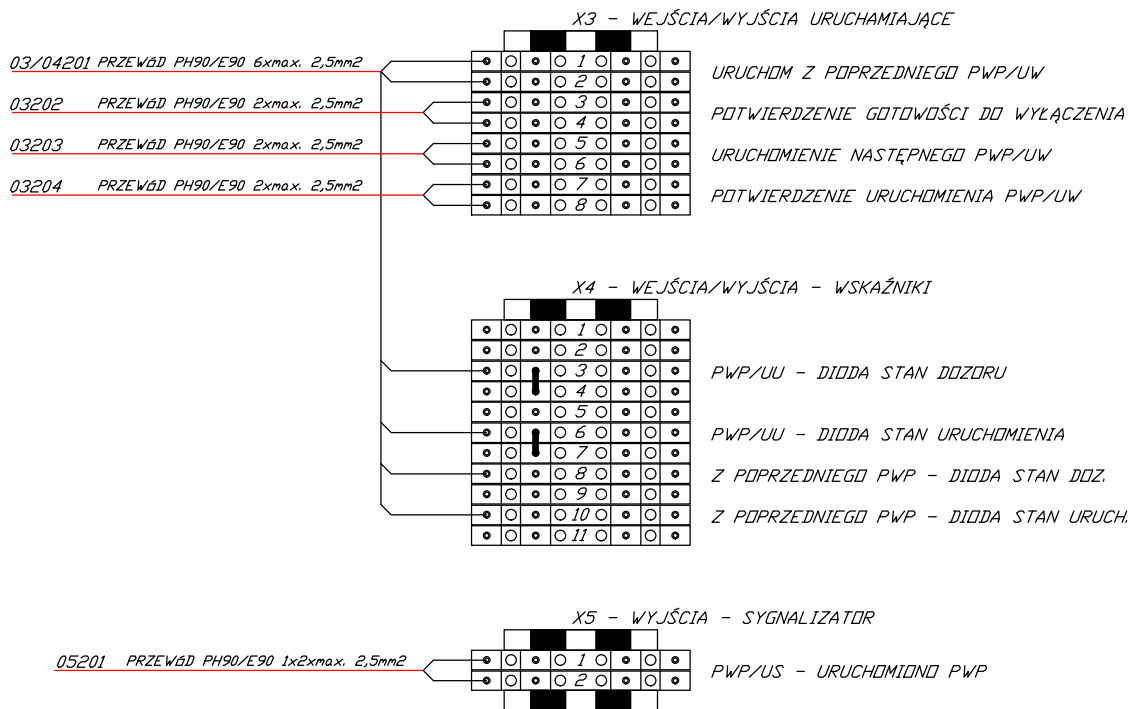 X3 - WEJŚCIA/WYJŚCIA URUCHAMIAJĄCE
03/04201 PRZEWÓD PH90/E90 6xmax. 2,5mm2
1
2
URUCHOM Z POPRZEDNIEGO PWP/UW
03202 PRZEWÓD PH90/E90 2xmax. 2,5mm2
3
4
POTWIERDZENIE GOTOWOŚCI DO WYŁĄCZENIA
03203 PRZEWÓD PH90/E90 2xmax. 2,5mm2
5
6
URUCHOMIENIE NASTĘPNEGO PWP/UW
03204 PRZEWÓD PH90/E90 2xmax. 2,5mm2
7
8
POTWIERDZENIE URUCHOMIENIA PWP/UW
X4 - WEJŚCIA/WYJŚCIA - WSKAŹNIKI
1
2
3 PWP/UU - DIODA STAN DOZORU
4
5
6 PWP/UU - DIODA STAN URUCHOMIENIA
7
8 Z POPRZEDNIEGO PWP - DIODA STAN DOZ.
9
10 Z POPRZEDNIEGO PWP - DIODA STAN URUCH.
11
X5 - WYJŚCIA - SYGNALIZATOR
05201 PRZEWÓD PH90/E90 1x2xmax. 2,5mm2
1
2
PWP/US - URUCHOMIONO PWP